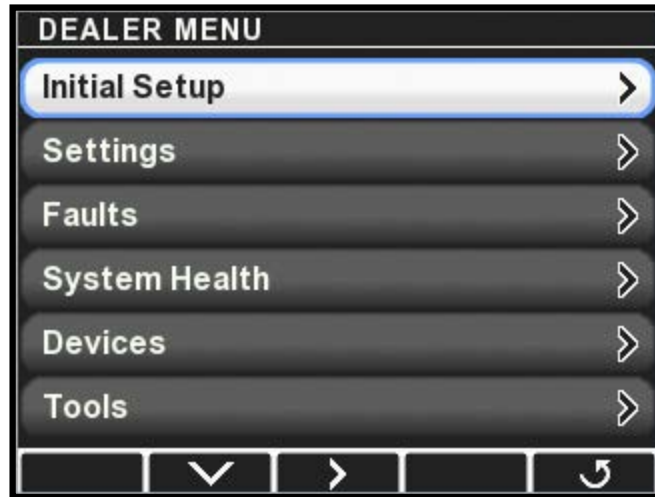 DEALER MENU
Initial Setup
Settings
Faults
System Health
Devices
Tools